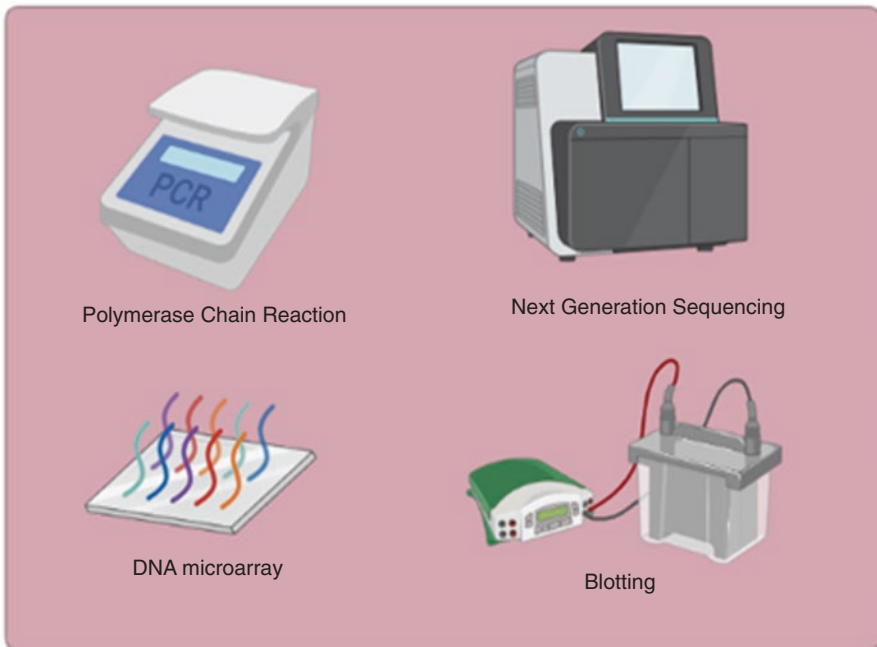 PCR
Polymerase Chain Reaction
Next Generation Sequencing
DNA microarray
Blotting